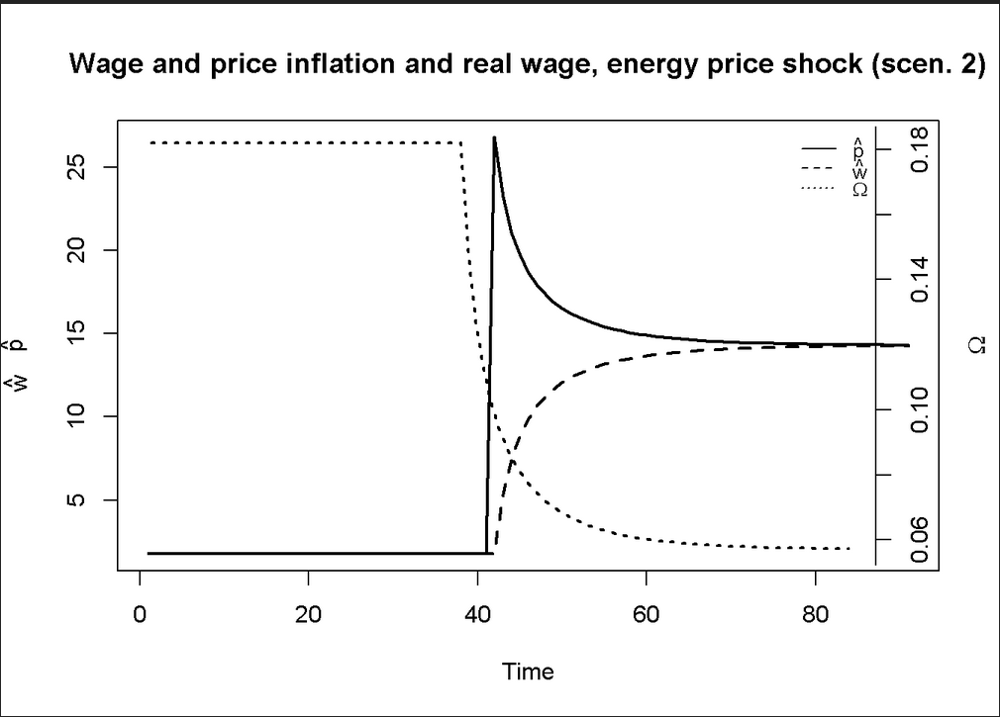 Wage and price inflation and real wage, energy price shock (scen. 2)
p̂
ŵ
Ω
25
20
15
10
5
ŵ p̂
0.18
0.14
0.10
0.06
Ω
0 20 40 60 80
Time